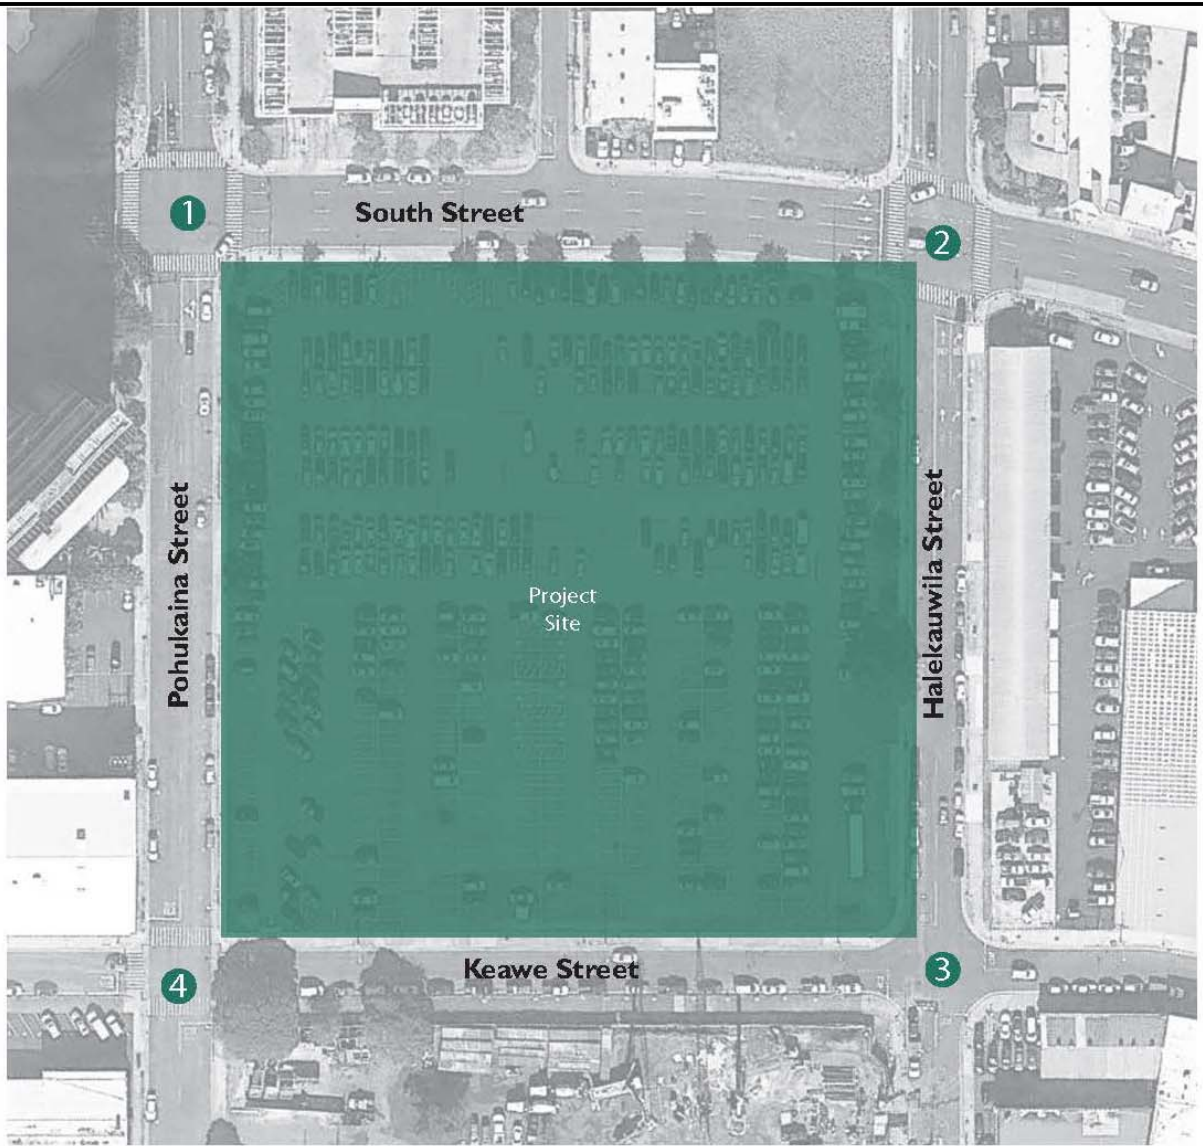 1
South Street
2
Pohukaina Street
Project
Site
Halekauwila Street
Keawe Street
3
4